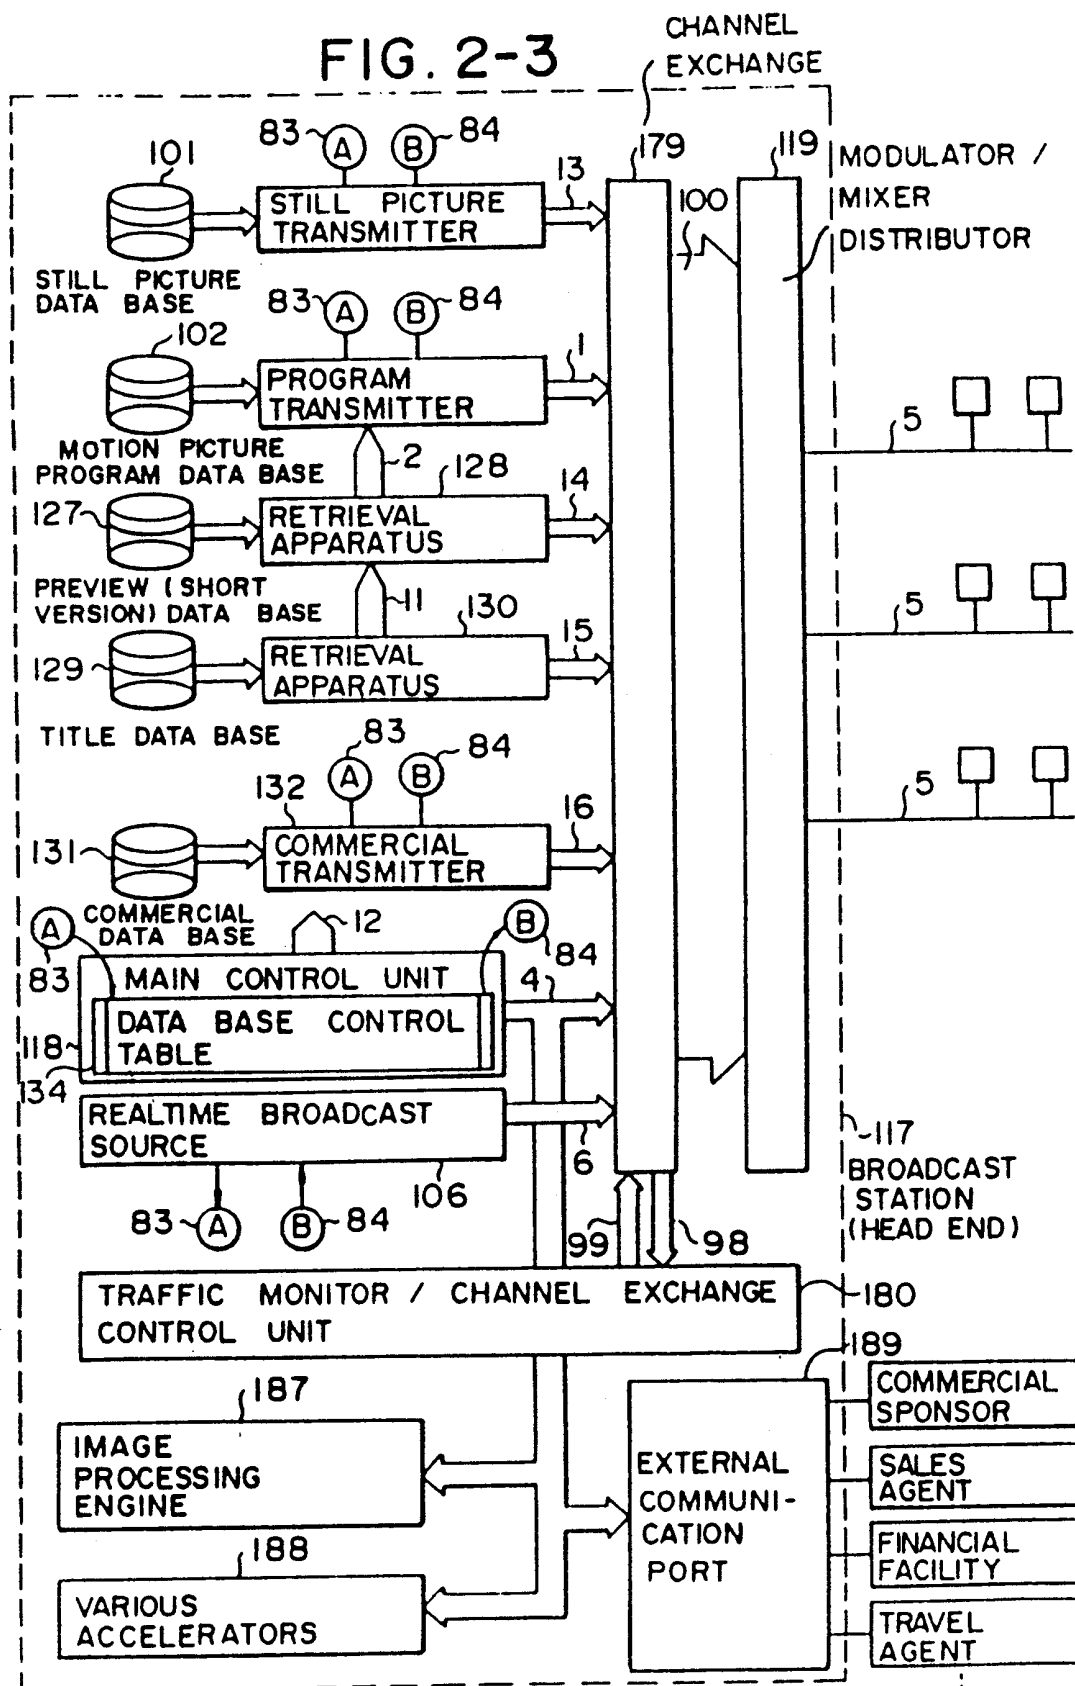 FIG. 2-3
CHANNEL
EXCHANGE
83
84
A
B
101
13
179
119
MODULATOR /
MIXER
DISTRIBUTOR
STILL PICTURE
TRANSMITTER
100
STILL PICTURE
DATA BASE
83
84
A
B
102
1
PROGRAM
TRANSMITTER
MOTION PICTURE
PROGRAM DATA BASE
2
128
14
5
127
RETRIEVAL
APPARATUS
PREVIEW (SHORT
VERSION) DATA BASE
11
130
15
5
129
RETRIEVAL
APPARATUS
TITLE DATA BASE
83
84
A
B
132
16
5
131
COMMERCIAL
TRANSMITTER
COMMERCIAL
DATA BASE
A
83
12
B
84
MAIN CONTROL UNIT
4
DATA BASE CONTROL
TABLE
118
134
REALTIME BROADCAST
SOURCE
6
106
117
BROADCAST
STATION
(HEAD END)
83
A
B
84
99
98
TRAFFIC MONITOR / CHANNEL EXCHANGE
CONTROL UNIT
180
187
189
IMAGE
PROCESSING
ENGINE
EXTERNAL
COMMUNI-
CATION
PORT
COMMERCIAL
SPONSOR
SALES
AGENT
FINANCIAL
FACILITY
TRAVEL
AGENT
188
VARIOUS
ACCELERATORS